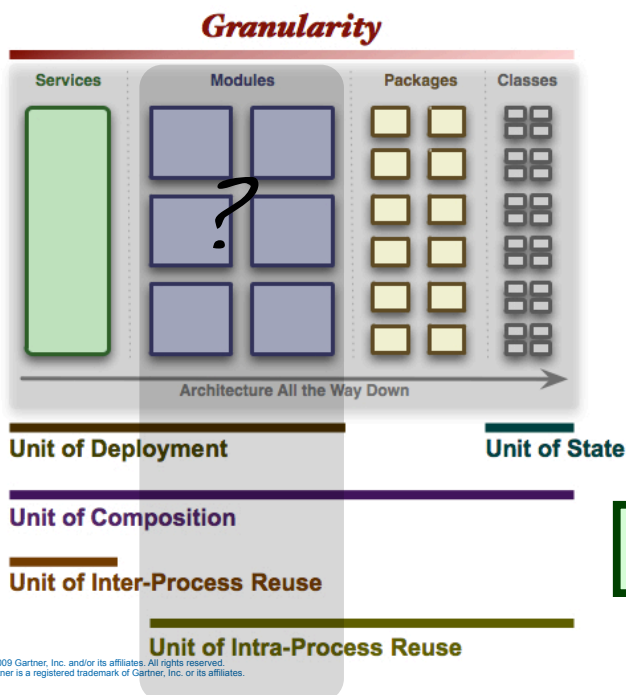 Granularity
Services Modules Packages Classes
?
Architecture All the Way Down
Unit of Deployment Unit of State
Unit of Composition
Unit of Inter-Process Reuse
Unit of Intra-Process Reuse
09 Gartner, Inc. and/or its affiliates. All rights reserved.
ner is a registered trademark of Gartner, Inc. or its affiliates.